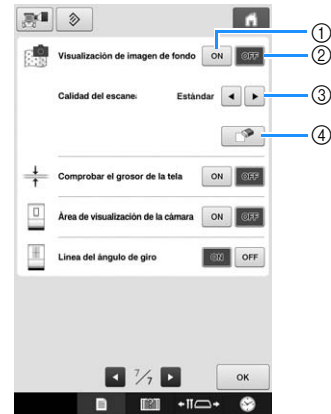 Visualización de imagen de fondo ON OFF ①
②
Calidad del escane: Estándar ③
④
Comprobar el grosor de la tela ON OFF
Área de visualización de la cámara ON OFF
Linea del ángulo de giro ON OFF
7/7 OK